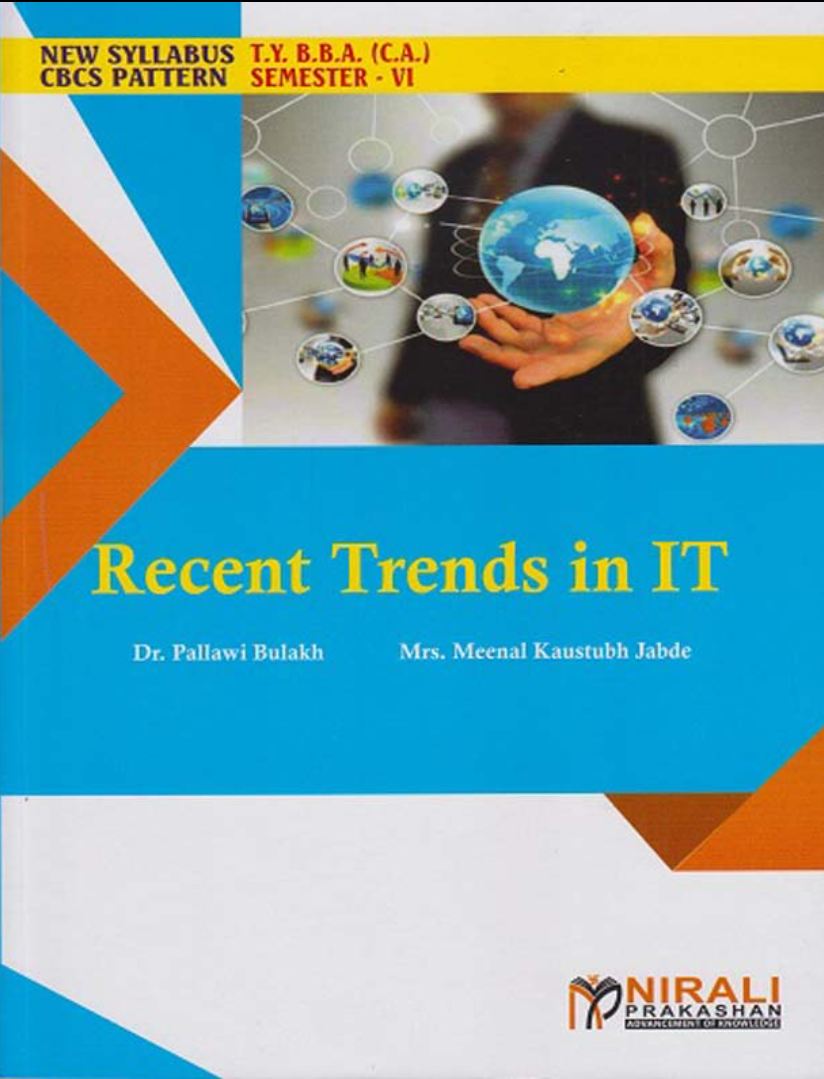 NEW SYLLABUS T.Y. B.B.A. (C.A.)
CBCS PATTERN SEMESTER - VI
Recent Trends in IT
Dr. Pallawi Bulakh Mrs. Meenal Kaustubh Jabde
NIRALI
PRAKASHAN
ADVANCEMENT OF KNOWLEDGE